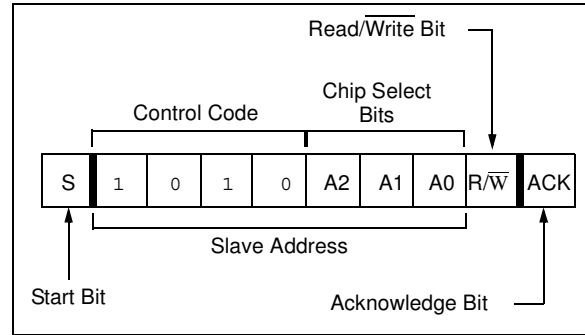 Read/Write Bit
Chip Select
Control Code Bits
S 1 0 1 0 A2 A1 A0 R/W ACK
Slave Address
Start Bit
Acknowledge Bit